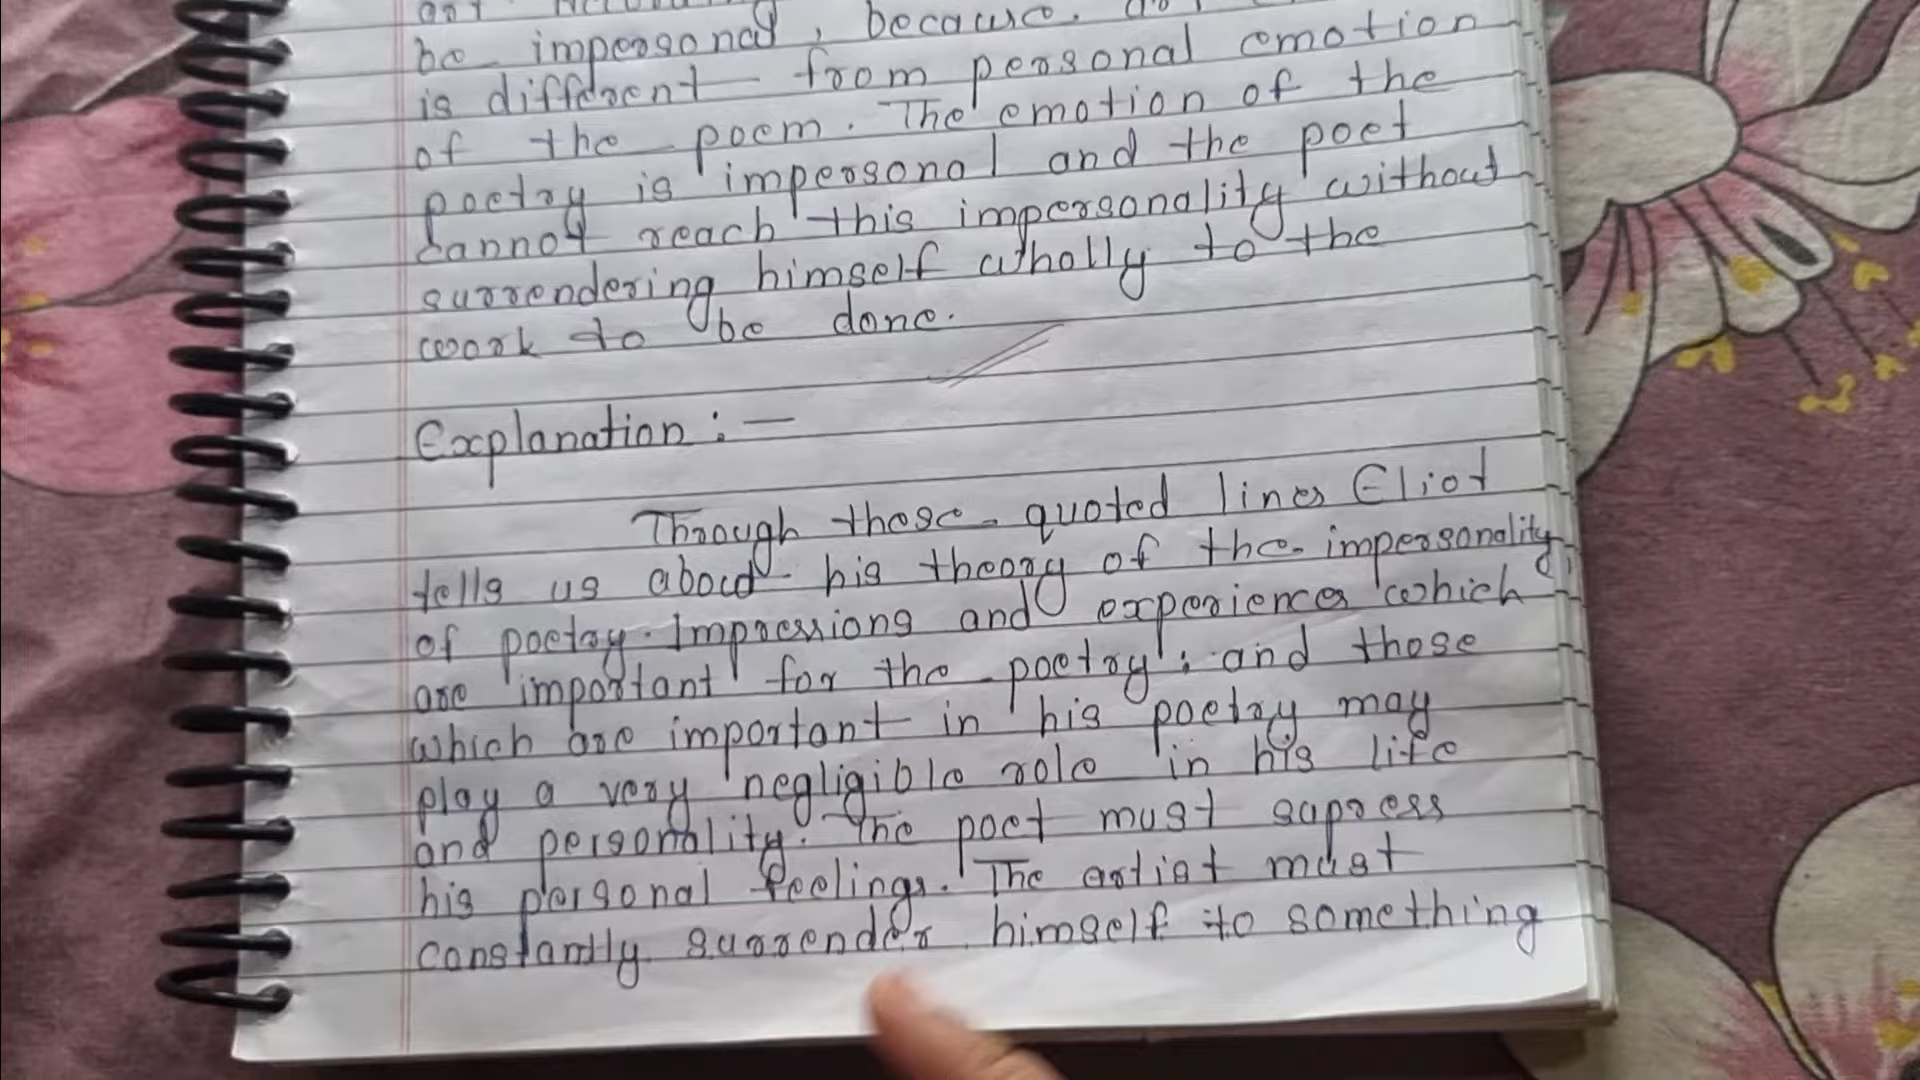 be impersonal, because.
is different from personal emotion
of the poem. The emotion of the
poetry is impersonal and the poet
cannot reach this impersonality without
surrendering himself wholly to the
work to be done.
Explanation :—
Through these quoted lines Eliot
tells us about his theory of the impersonality
of poetry. Impressions and experiences which
are important for the poetry; and those
which are important in his poetry may
play a very negligible role in his life
and personality. The poet must supress
his personal feelings. The artist must
constantly surrender himself to something